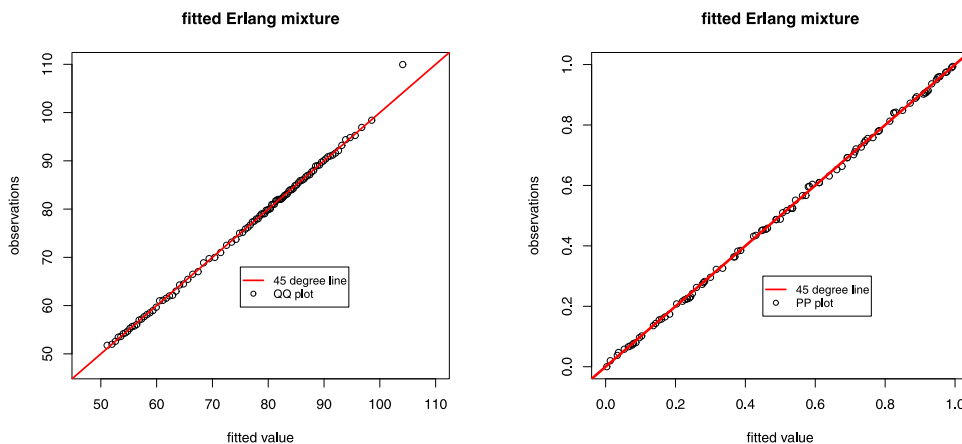 fitted Erlang mixture
observations
110
100
90
80
70
60
50
45 degree line
QQ plot
50 60 70 80 90 100 110
fitted value
fitted Erlang mixture
observations
1.0
0.8
0.6
0.4
0.2
0.0
45 degree line
PP plot
0.0 0.2 0.4 0.6 0.8 1.0
fitted value